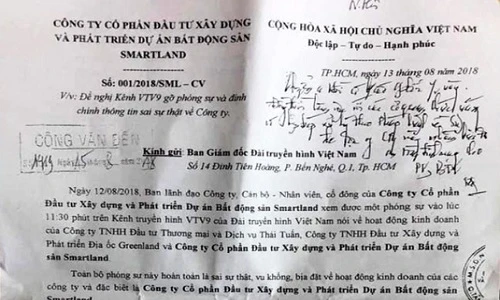 CÔNG TY CỔ PHẦN ĐẦU TƯ XÂY DỰNG
VÀ PHÁT TRIỂN DỰ ÁN BẤT ĐỘNG SẢN
SMARTLAND
CỘNG HÒA XÃ HỘI CHỦ NGHĨA VIỆT NAM
Độc lập – Tự do – Hạnh phúc
Số: 001/2018/SML – CV
V/v: Đề nghị Kênh VTV9 gỡ phóng sự và đính
chính thông tin sai sự thật về Công ty.
TP.HCM, ngày 13 tháng 08 năm 2018
CÔNG VĂN ĐẾN
Kính gửi: Ban Giám đốc Đài truyền hình Việt Nam
Số 14 Đinh Tiên Hoàng, P. Bến Nghé, Q.1, Tp. HCM
Ngày 12/08/2018, Ban lãnh đạo Công ty, Cán bộ - Nhân viên, cổ đông của Công ty Cổ phần
Đầu tư Xây dựng và Phát triển Dự án Bất động sản Smartland xem được một phóng sự vào lúc
11:30 phút trên Kênh truyền hình VTV9 của Đài truyền hình Việt Nam nói về hoạt động kinh doanh
của Công ty TNHH Đầu tư Thương mại và Dịch vụ Thái Tuấn, Công ty TNHH Đầu tư Xây dựng và
Phát triển Địa ốc Greenland và Công ty Cổ phần Đầu tư Xây dựng và Phát triển Dự án Bất động
sản Smartland.
Toàn bộ phóng sự này hoàn toàn là sai sự thật, vu khống, bịa đặt về hoạt động kinh doanh của các
công ty và đặc biệt là Công ty Cổ phần Đầu tư Xây dựng và Phát triển Dự án Bất động sản